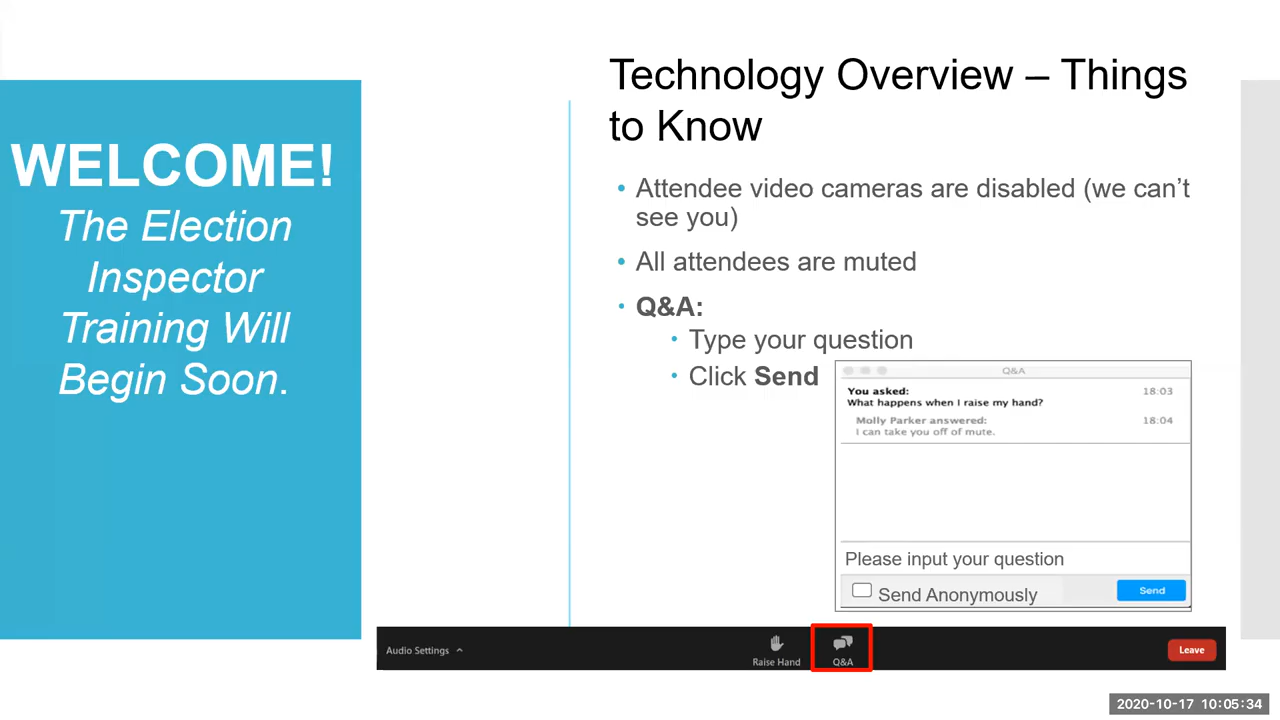 WELCOME!
The Election
Inspector
Training Will
Begin Soon.
Technology Overview – Things
to Know
• Attendee video cameras are disabled (we can’t
see you)
• All attendees are muted
• Q&A:
• Type your question
• Click Send
Q&A
You asked: 18:03
What happens when I raise my hand?
Molly Parker answered: 18:04
I can take you off of mute.
Please input your question
Send Anonymously Send
Audio Settings Raise Hand Q&A Leave
2020-10-17 10:05:34